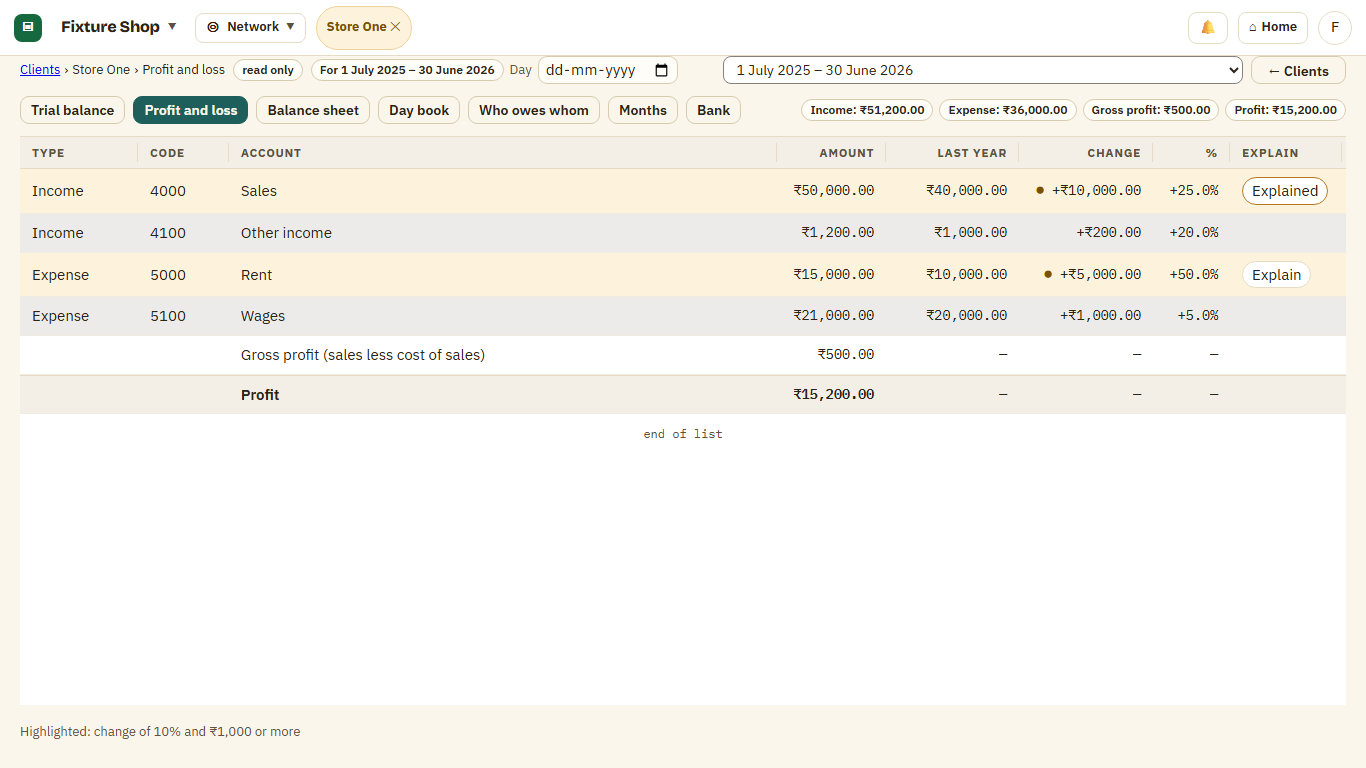 Fixture Shop ▼ Network ▼ Store One ×
Home F
Clients › Store One › Profit and loss read only For 1 July 2025 – 30 June 2026 Day dd-mm-yyyy 1 July 2025 – 30 June 2026 ← Clients
Trial balance Profit and loss Balance sheet Day book Who owes whom Months Bank Income: ₹51,200.00 Expense: ₹36,000.00 Gross profit: ₹500.00 Profit: ₹15,200.00
TYPE CODE ACCOUNT AMOUNT LAST YEAR CHANGE % EXPLAIN
Income 4000 Sales ₹50,000.00 ₹40,000.00 ● +₹10,000.00 +25.0% Explained
Income 4100 Other income ₹1,200.00 ₹1,000.00 +₹200.00 +20.0%
Expense 5000 Rent ₹15,000.00 ₹10,000.00 ● +₹5,000.00 +50.0% Explain
Expense 5100 Wages ₹21,000.00 ₹20,000.00 +₹1,000.00 +5.0%
Gross profit (sales less cost of sales) ₹500.00 — — —
Profit ₹15,200.00 — — —
end of list
Highlighted: change of 10% and ₹1,000 or more